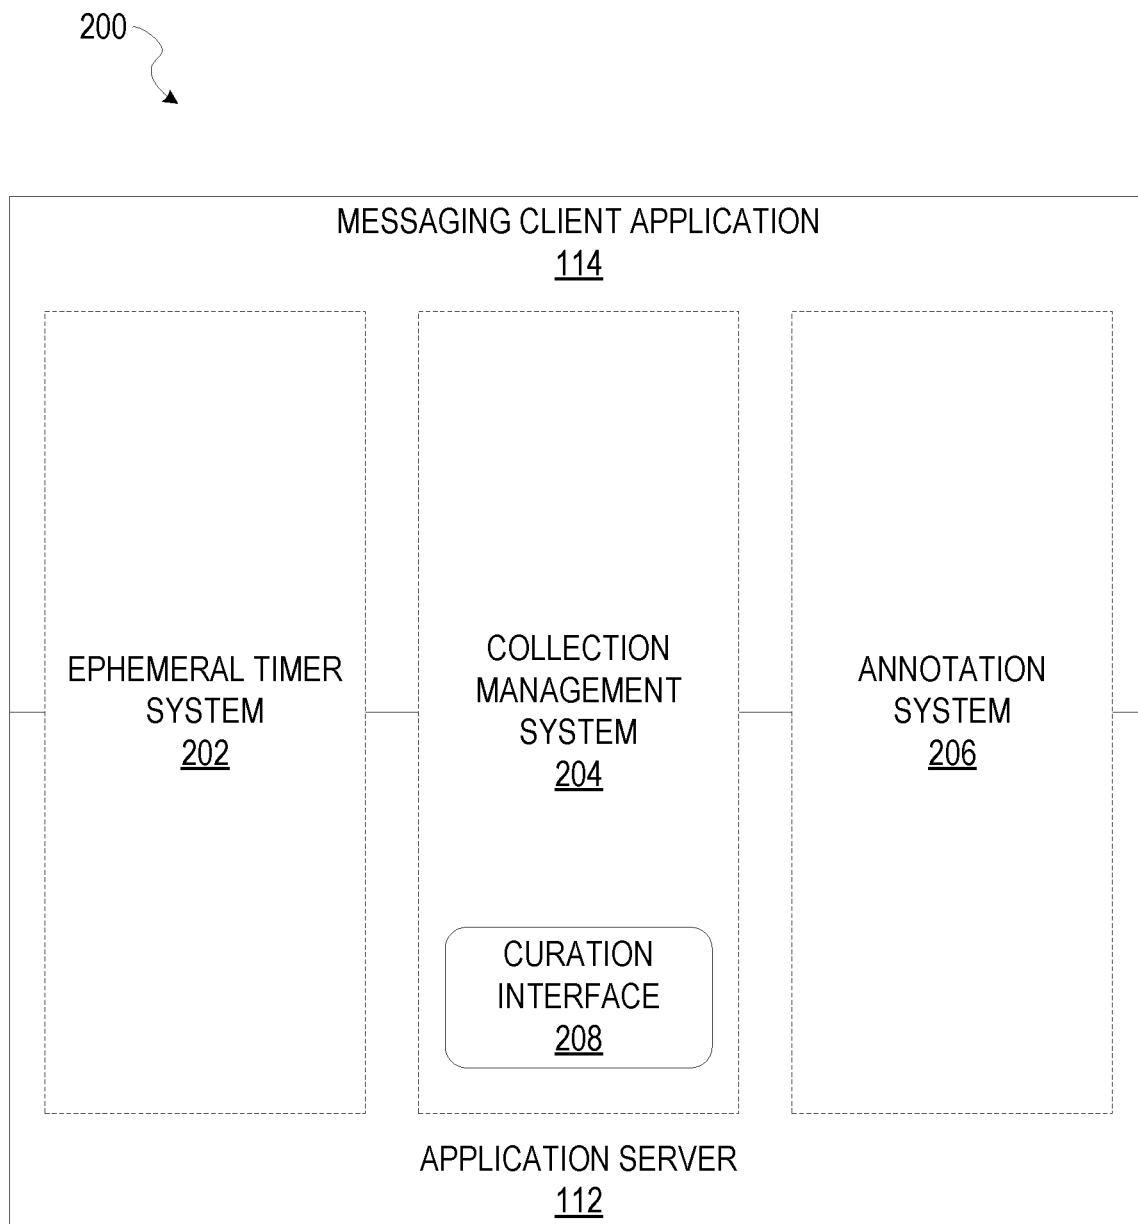 200
MESSAGING CLIENT APPLICATION
114
EPHEMERAL TIMER
SYSTEM
202
COLLECTION
MANAGEMENT
SYSTEM
204
ANNOTATION
SYSTEM
206
CURATION
INTERFACE
208
APPLICATION SERVER
112